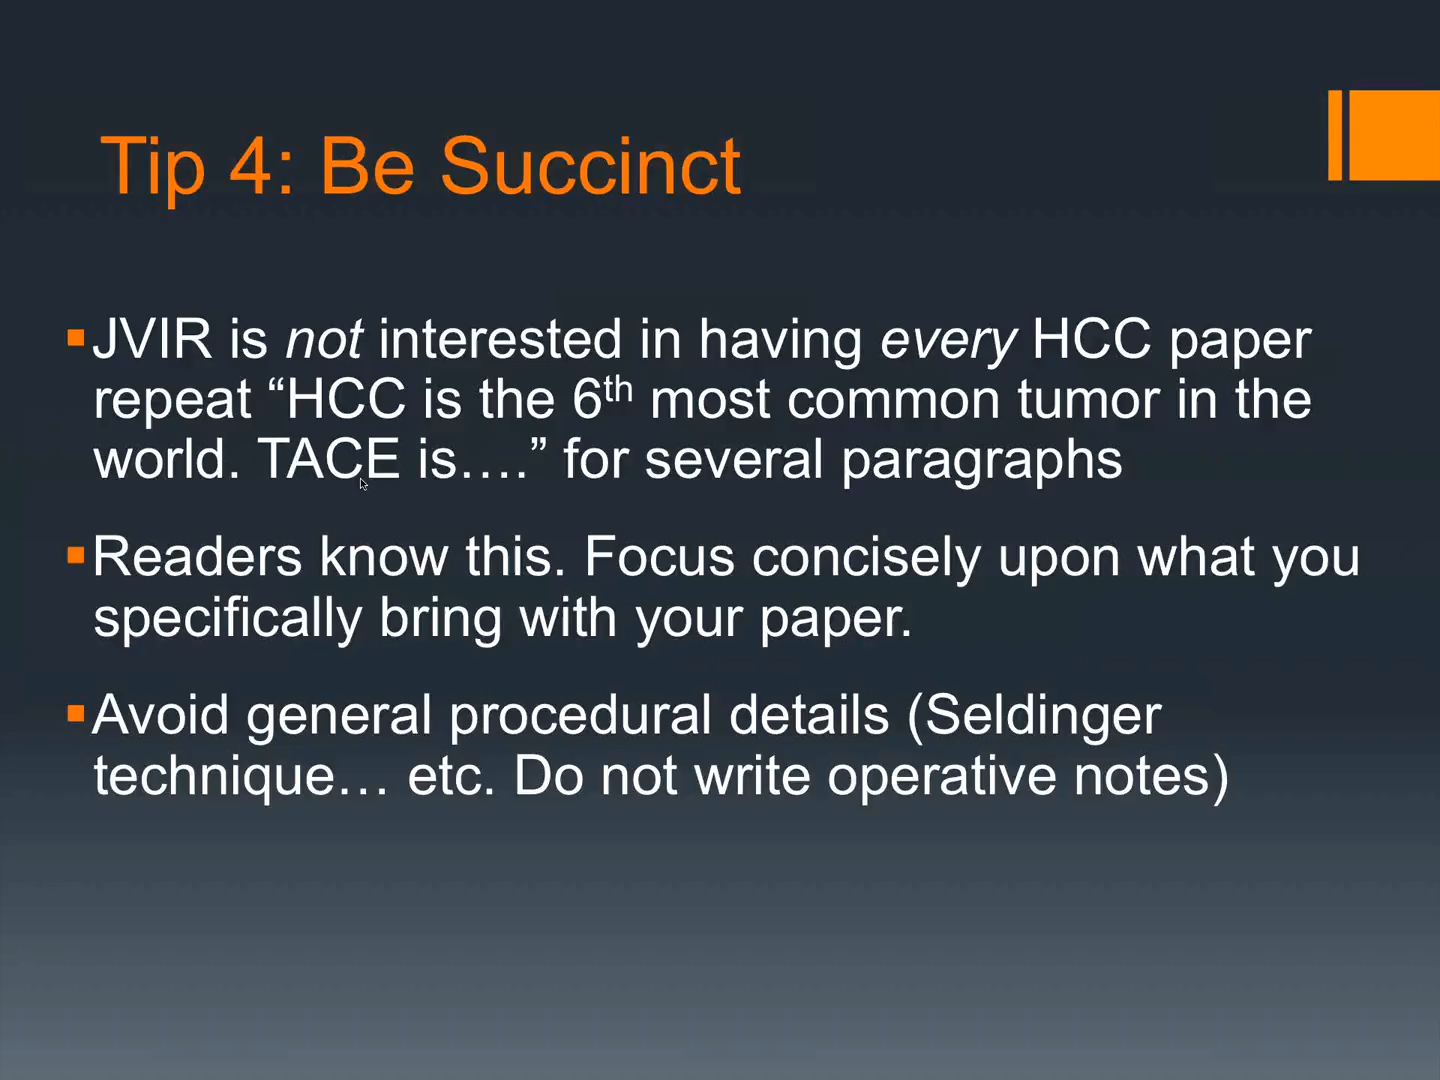 Tip 4: Be Succinct
JVIR is not interested in having every HCC paper
repeat “HCC is the 6th most common tumor in the
world. TACE is….” for several paragraphs
Readers know this. Focus concisely upon what you
specifically bring with your paper.
Avoid general procedural details (Seldinger
technique… etc. Do not write operative notes)